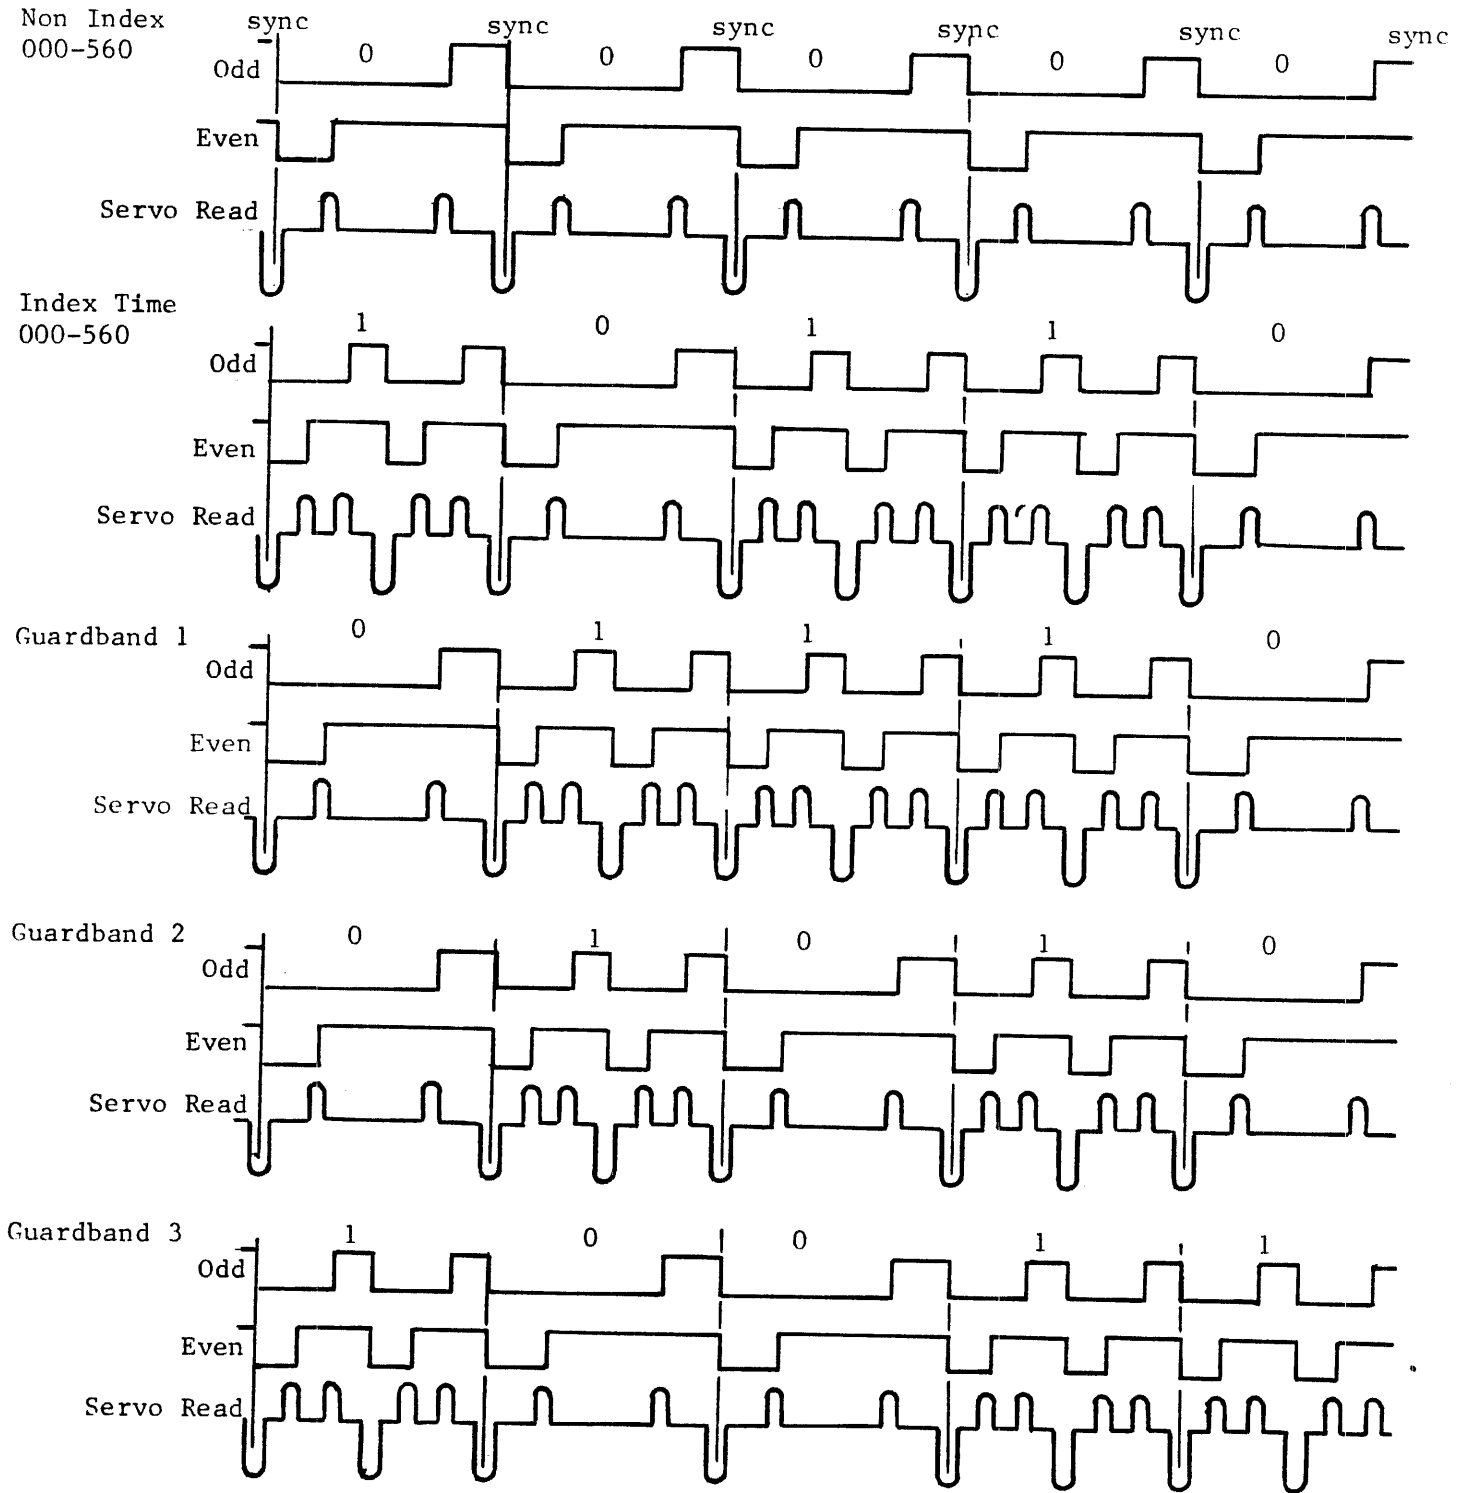 Non Index
000-560
sync sync sync sync sync sync
0 0 0 0 0
Odd
Even
Servo Read
Index Time
000-560
1 0 1 1 0
Odd
Even
Servo Read
Guardband 1
0 1 1 1 0
Odd
Even
Servo Read
Guardband 2
0 1 0 1 0
Odd
Even
Servo Read
Guardband 3
1 0 0 1 1
Odd
Even
Servo Read